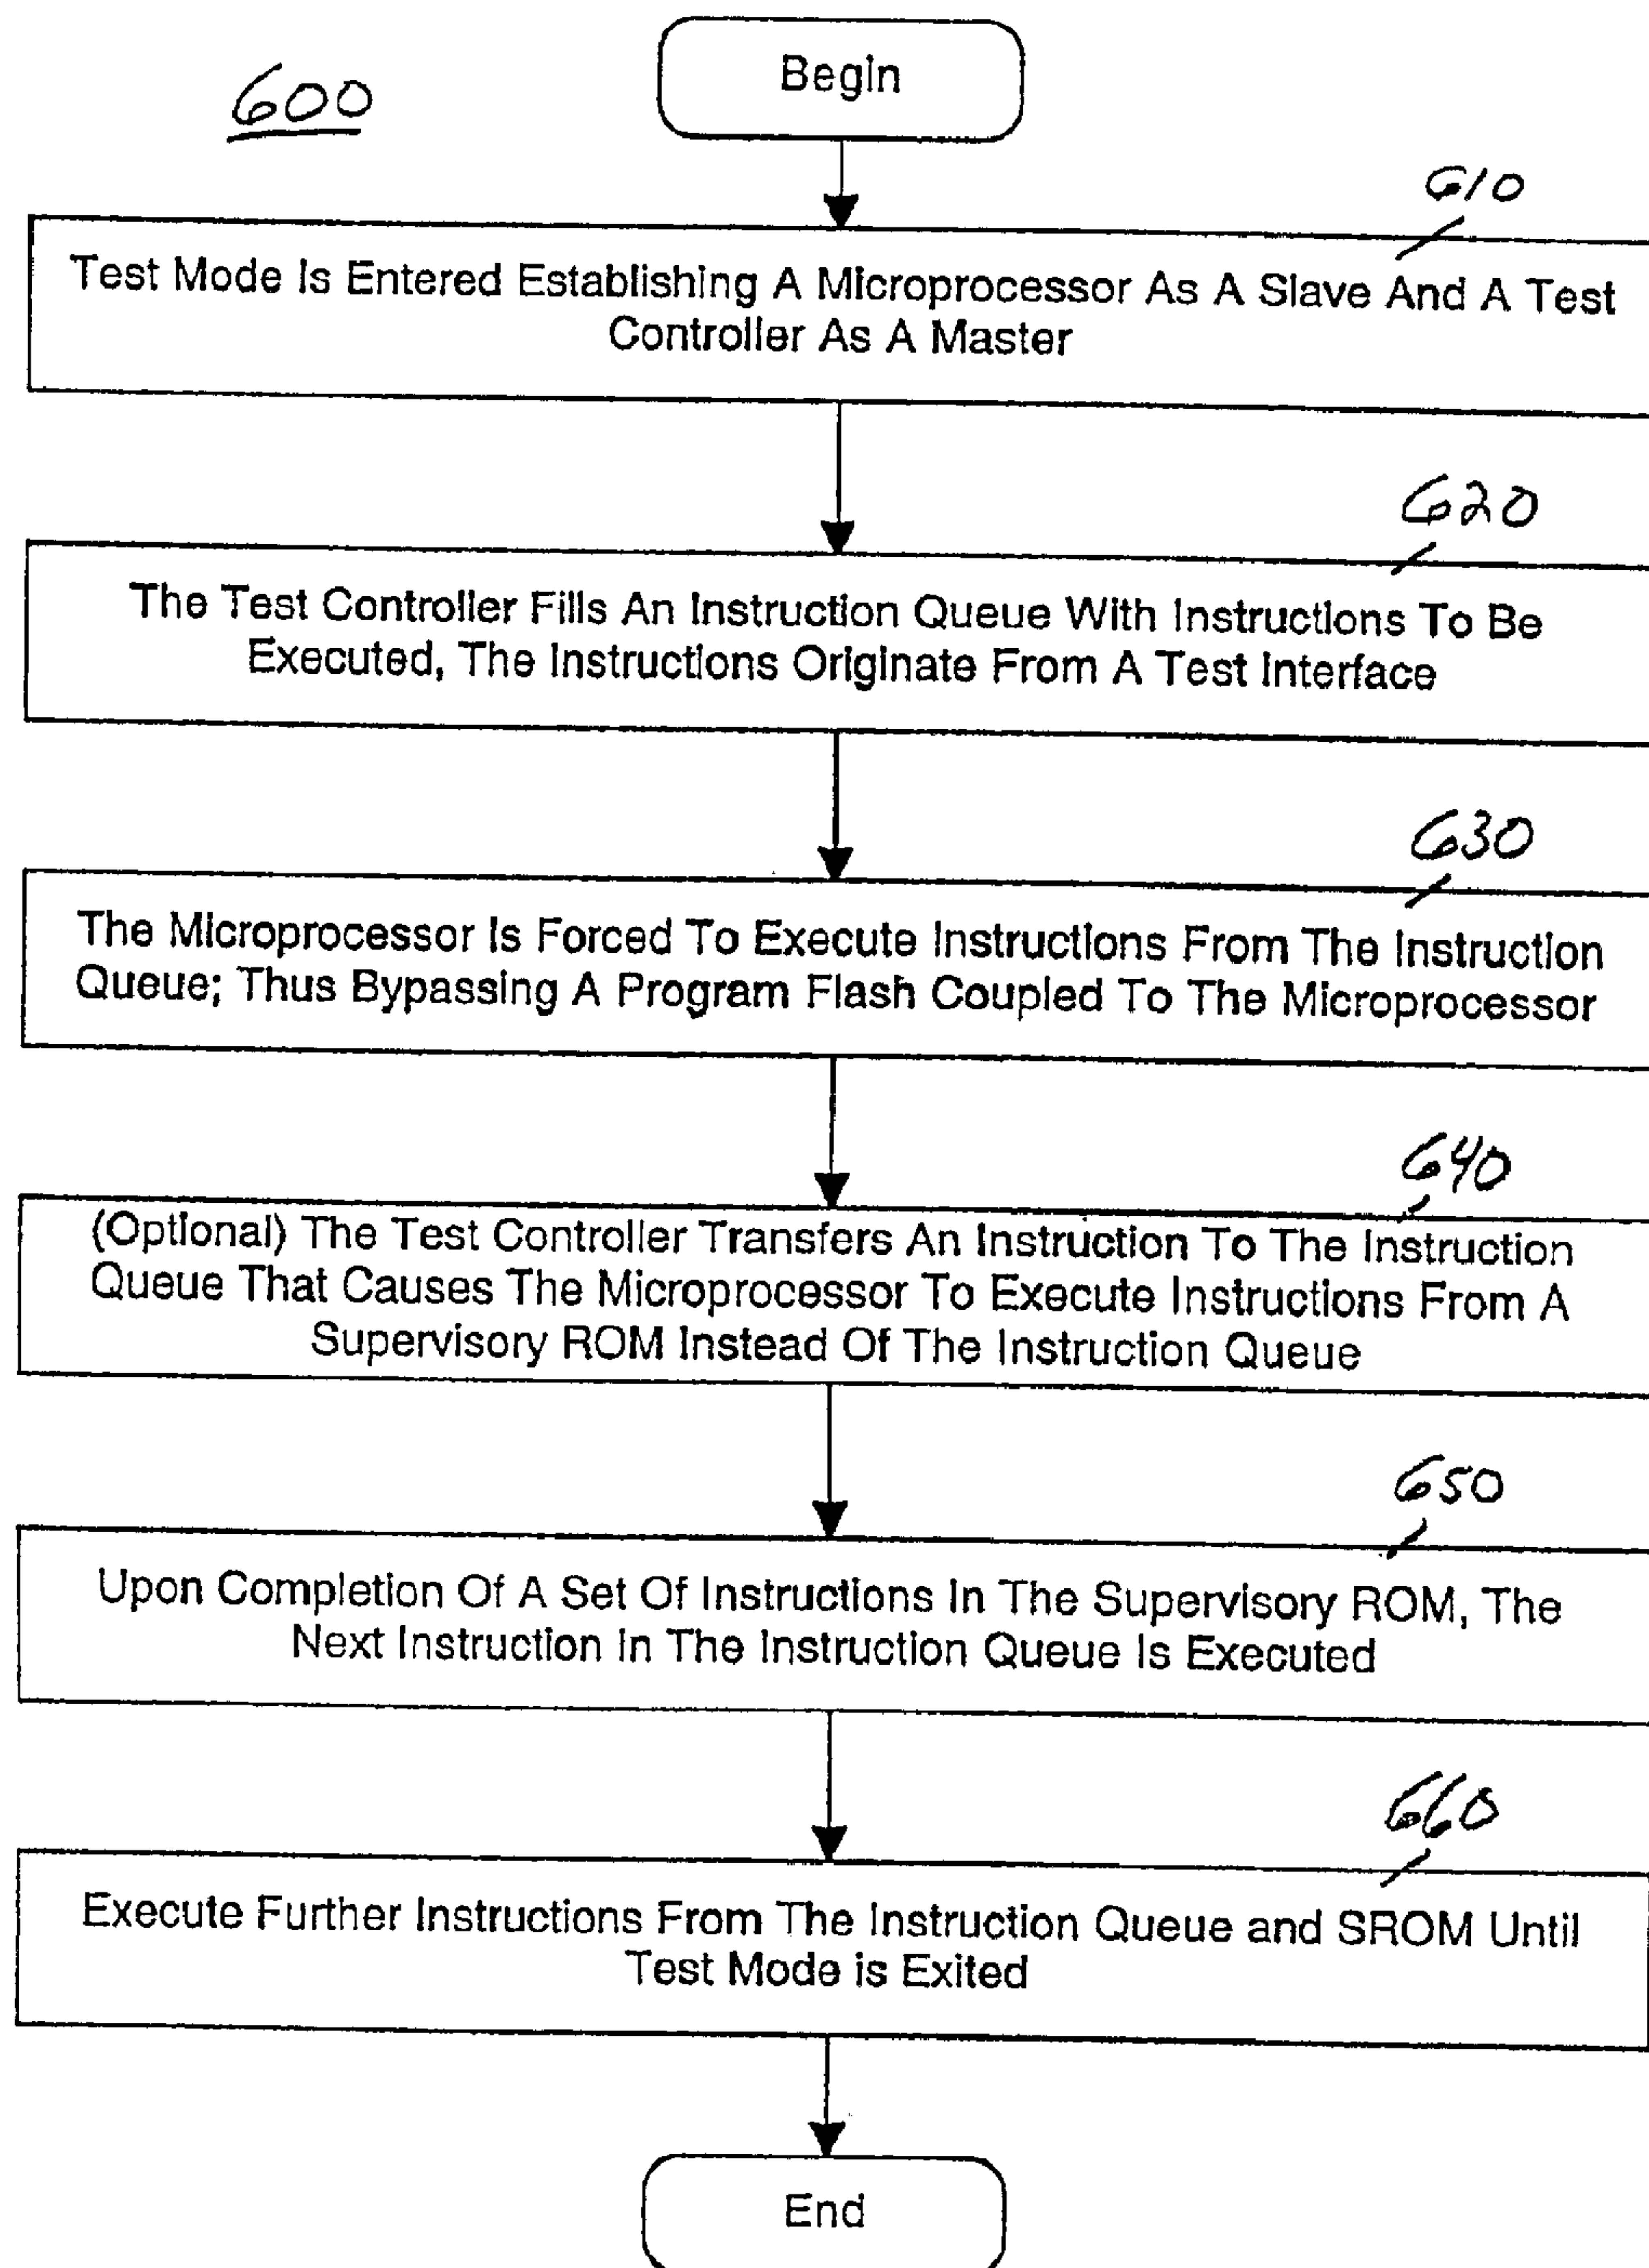 Begin
600
610
Test Mode Is Entered Establishing A Microprocessor As A Slave And A Test
Controller As A Master
620
The Test Controller Fills An Instruction Queue With Instructions To Be
Executed, The Instructions Originate From A Test Interface
630
The Microprocessor Is Forced To Execute Instructions From The Instruction
Queue; Thus Bypassing A Program Flash Coupled To The Microprocessor
640
(Optional) The Test Controller Transfers An Instruction To The Instruction
Queue That Causes The Microprocessor To Execute Instructions From A
Supervisory ROM Instead Of The Instruction Queue
650
Upon Completion Of A Set Of Instructions In The Supervisory ROM, The
Next Instruction In The Instruction Queue Is Executed
660
Execute Further Instructions From The Instruction Queue and SROM Until
Test Mode is Exited
End